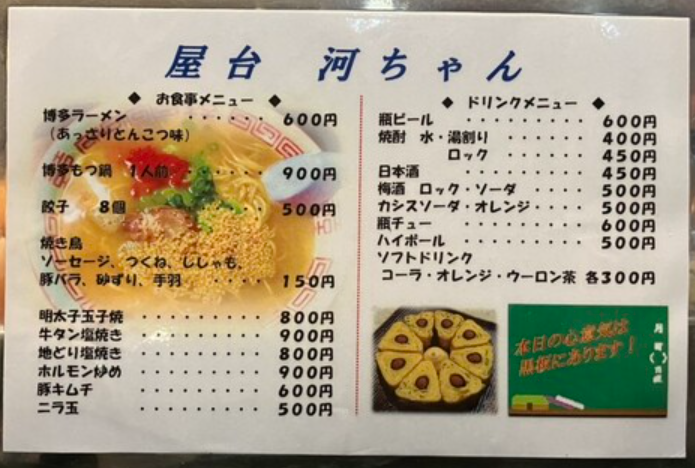 屋台 河ちゃん
◆ お食事メニュー ◆
博多ラーメン ・・・・・・ 600円
（あっさりとんこつ味）
博多もつ鍋 1人前 ・・・・・ 900円
餃子 8個 ・・・・・・ 500円
焼き鳥
ソーセージ、つくね、ししゃも、
豚バラ、砂ずり、手羽 ・・・・ 150円
明太子玉子焼 ・・・・・・・・ 800円
牛タン塩焼き ・・・・・・・・ 900円
地どり塩焼き ・・・・・・・・ 800円
ホルモン炒め ・・・・・・・・ 900円
豚キムチ ・・・・・・・・ 600円
ニラ玉 ・・・・・・・・ 500円
◆ ドリンクメニュー ◆
瓶ビール ・・・・・・・・・ 600円
焼酎 水・湯割り ・・・・・・ 400円
ロック ・・・・・・ 450円
日本酒 ・・・・・・・・・ 450円
梅酒 ロック・ソーダ ・・・・・ 500円
カシスソーダ・オレンジ・・・・ 500円
瓶チュー ・・・・・・・・・ 600円
ハイボール ・・・・・・・・ 500円
ソフトドリンク
コーラ・オレンジ・ウーロン茶 各300円
本日の心意気は
黒板にあります！
月
（ ）